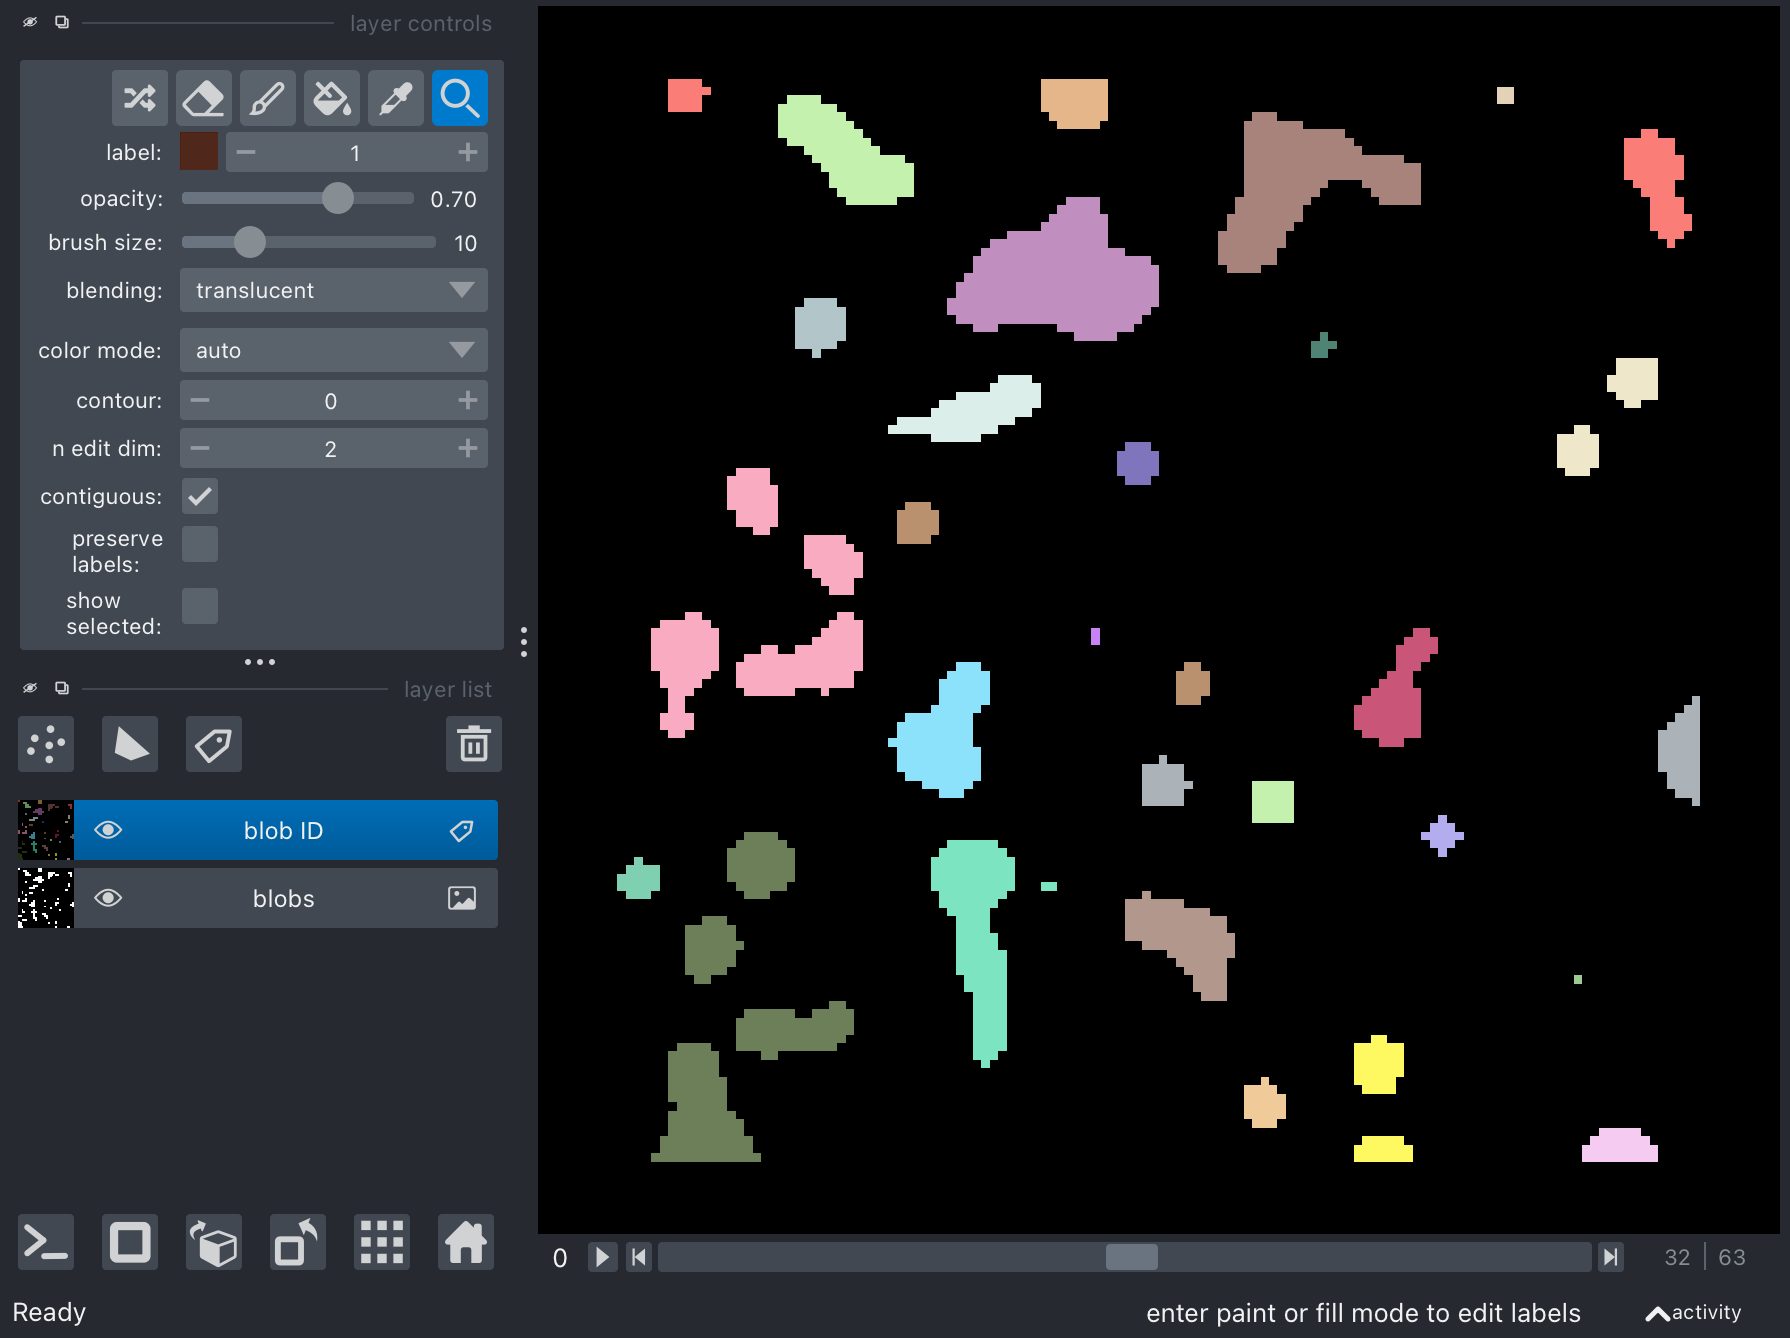 layer controls
label: 1
opacity: 0.70
brush size: 10
blending: translucent
color mode: auto
contour: 0
n edit dim: 2
contiguous:
preserve
labels:
show
selected:
layer list
blob ID
blobs
0 32 | 63
Ready enter paint or fill mode to edit labels activity